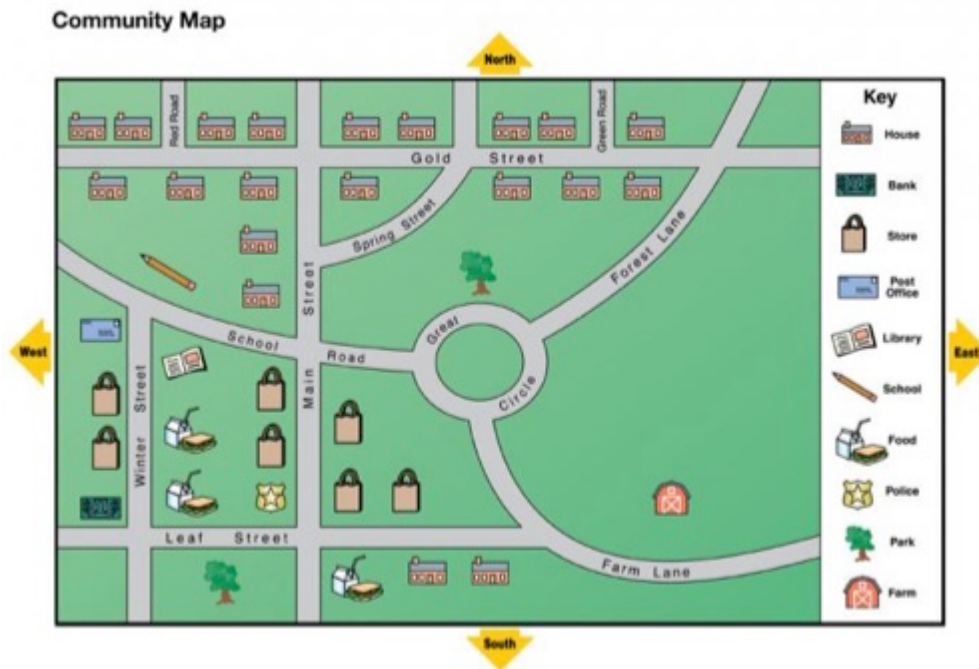 Community Map
North
Key
Red Road
Green Road
House
Gold Street
Bank
Spring Street
Store
Forest Lane
Post
Office
Main Street
Great Circle
School Road
Library
West
East
Winter Street
School
Food
Police
Leaf Street
Park
Farm Lane
Farm
South